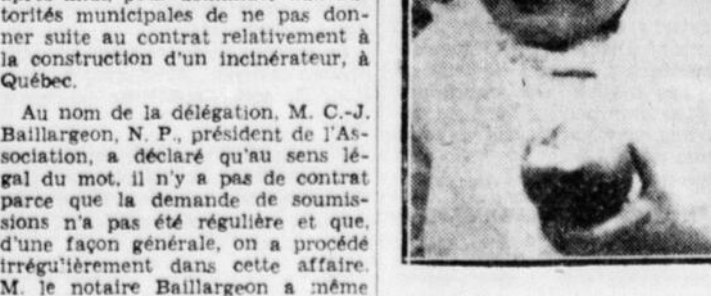 torités municipales de ne pas don-
ner suite au contrat relativement à
la construction d'un incinérateur, à
Québec.
Au nom de la délégation, M. C.-J.
Baillargeon, N. P., président de l'As-
sociation, a déclaré qu'au sens lé-
gal du mot, il n'y a pas de contrat
parce que la demande de soumis-
sions n'a pas été régulière et que,
d'une façon générale, on a procédé
irrégu'ièrement dans cette affaire.
M. le notaire Baillargeon a même